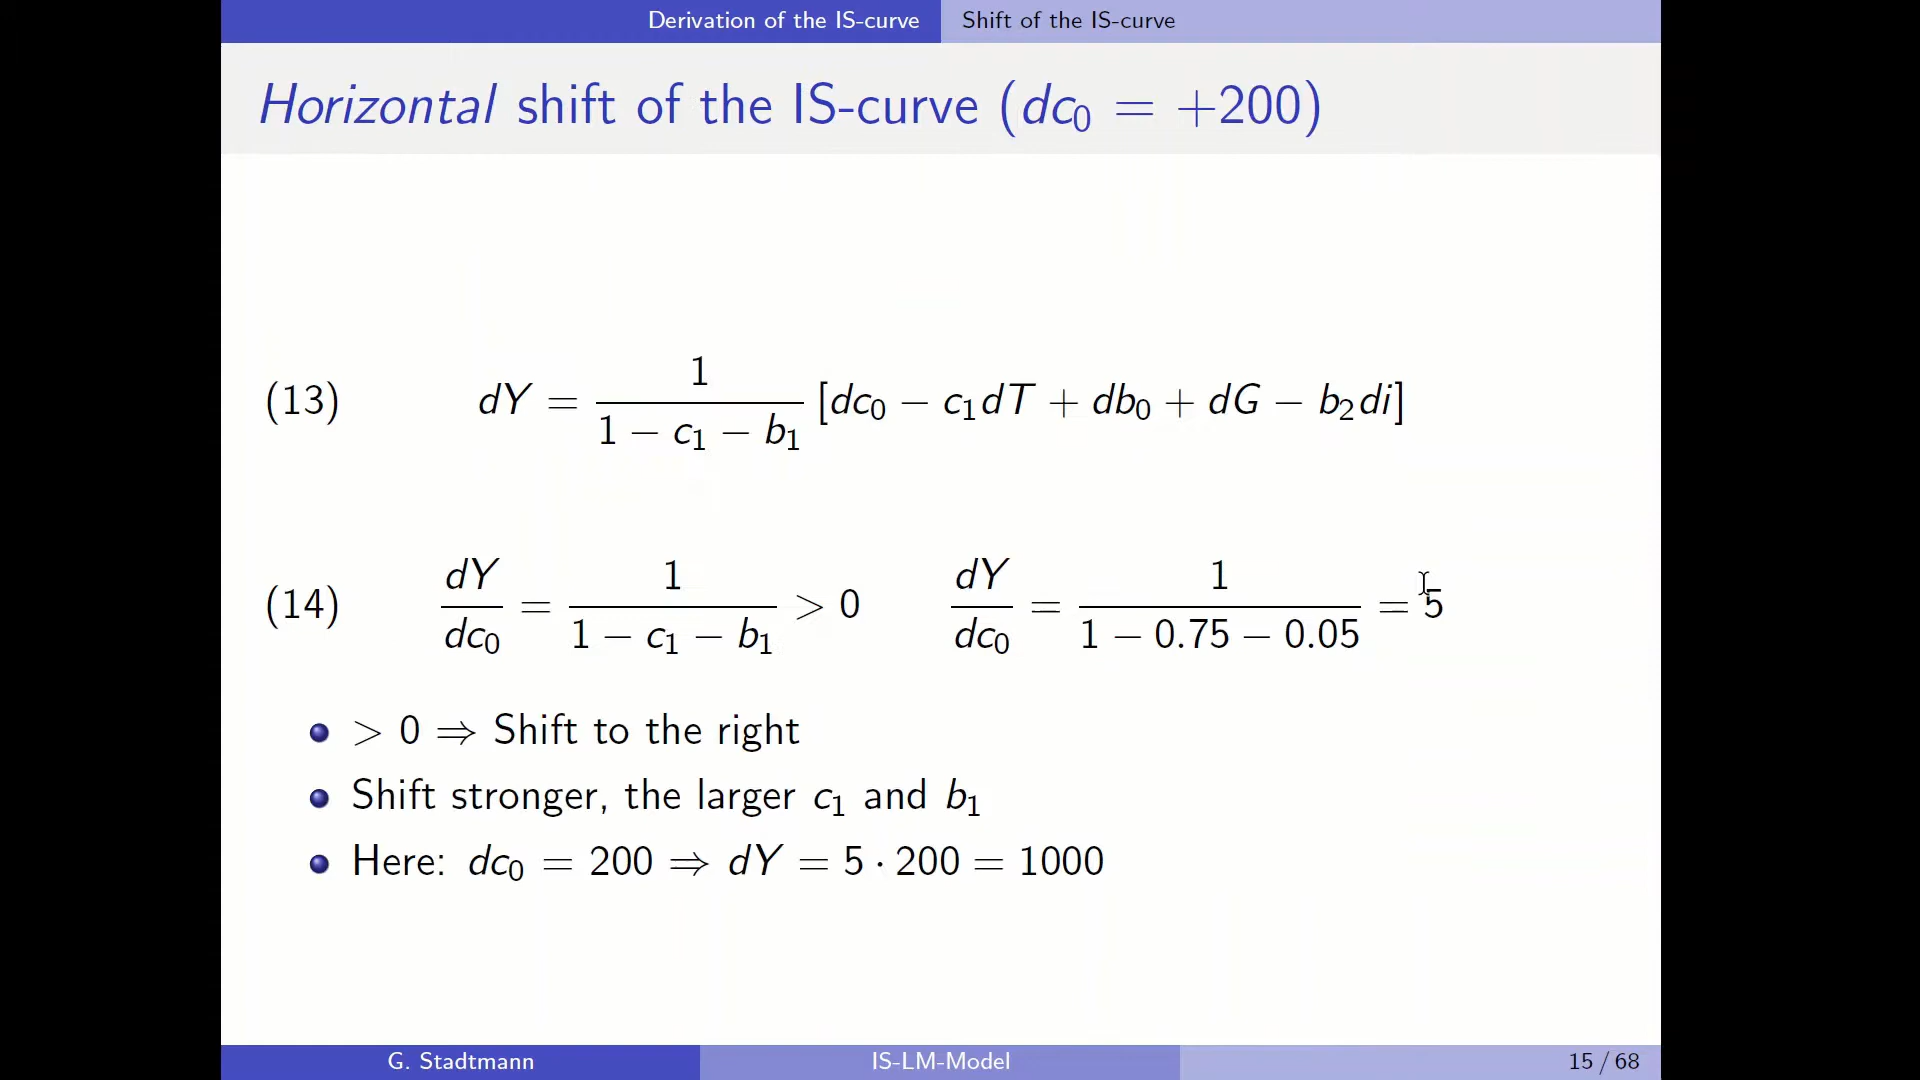 Derivation of the IS-curve Shift of the IS-curve
Horizontal shift of the IS-curve (dc₀ = +200)
(13) dY = 1 / (1 − c₁ − b₁) [dc₀ − c₁dT + db₀ + dG − b₂di]
(14) dY / dc₀ = 1 / (1 − c₁ − b₁) > 0 dY / dc₀ = 1 / (1 − 0.75 − 0.05) = 5
> 0 ⇒ Shift to the right
Shift stronger, the larger c₁ and b₁
Here: dc₀ = 200 ⇒ dY = 5 · 200 = 1000
G. Stadtmann IS-LM-Model 15 / 68